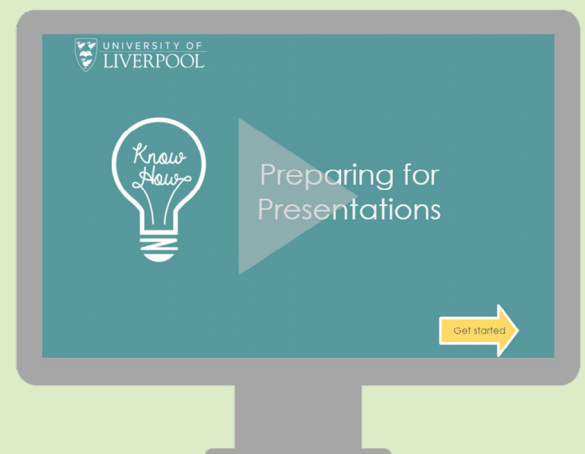 UNIVERSITY OF
LIVERPOOL
Know
How
Preparing for
Presentations
Get started